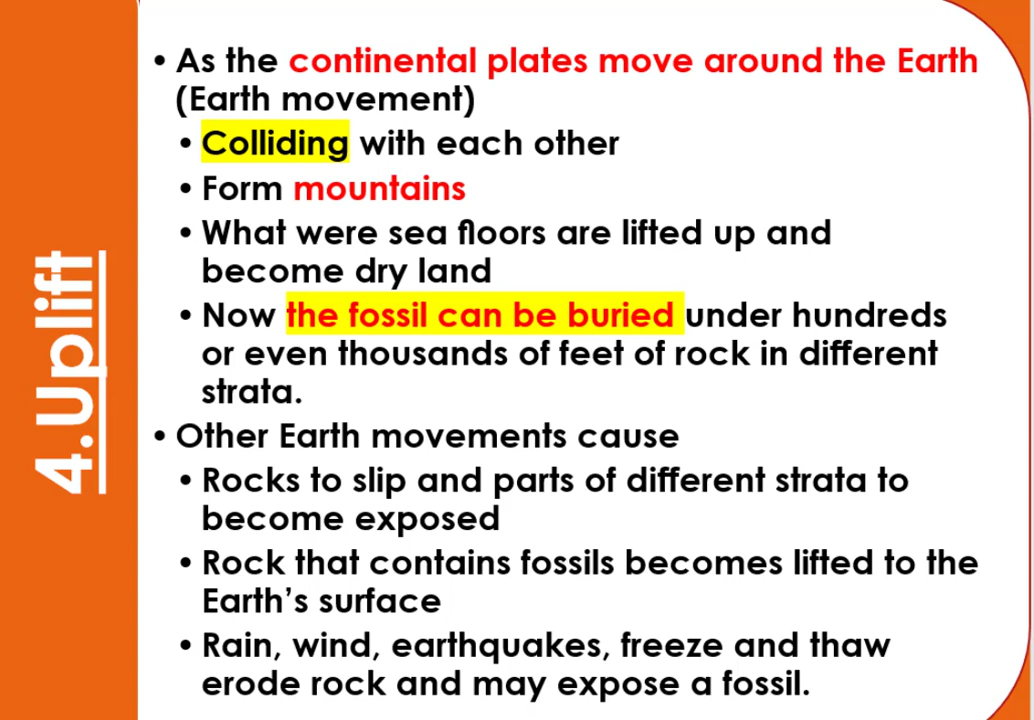 4.Uplift
• As the continental plates move around the Earth
(Earth movement)
• Colliding with each other
• Form mountains
• What were sea floors are lifted up and
become dry land
• Now the fossil can be buried under hundreds
or even thousands of feet of rock in different
strata.
• Other Earth movements cause
• Rocks to slip and parts of different strata to
become exposed
• Rock that contains fossils becomes lifted to the
Earth’s surface
• Rain, wind, earthquakes, freeze and thaw
erode rock and may expose a fossil.